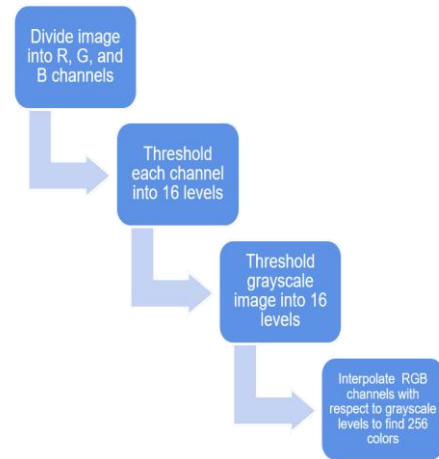 Divide image
into R, G, and
B channels
Threshold
each channel
into 16 levels
Threshold
grayscale
image into 16
levels
Interpolate RGB
channels with
respect to grayscale
levels to find 256
colors